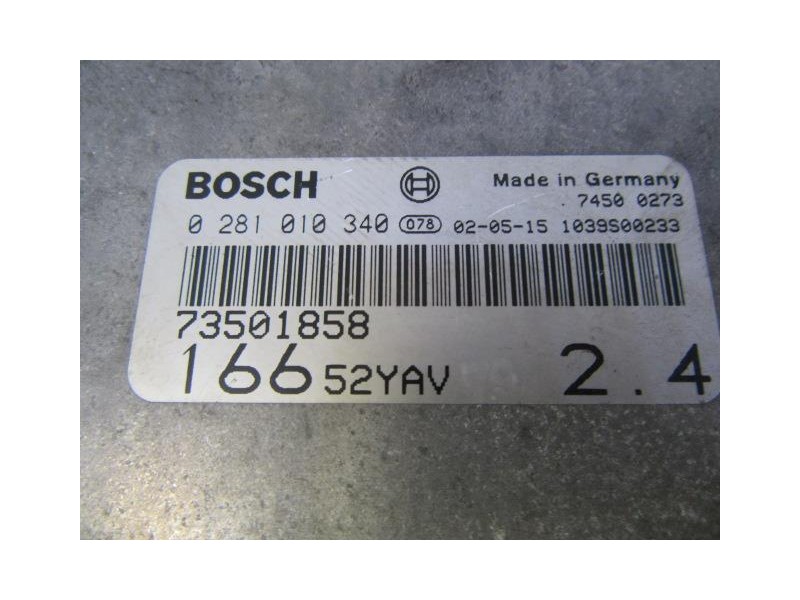 BOSCH Made in Germany
. 7450 0273
0 281 010 340 078 02-05-15 1039S00233
73501858
166 52YAV 2.4